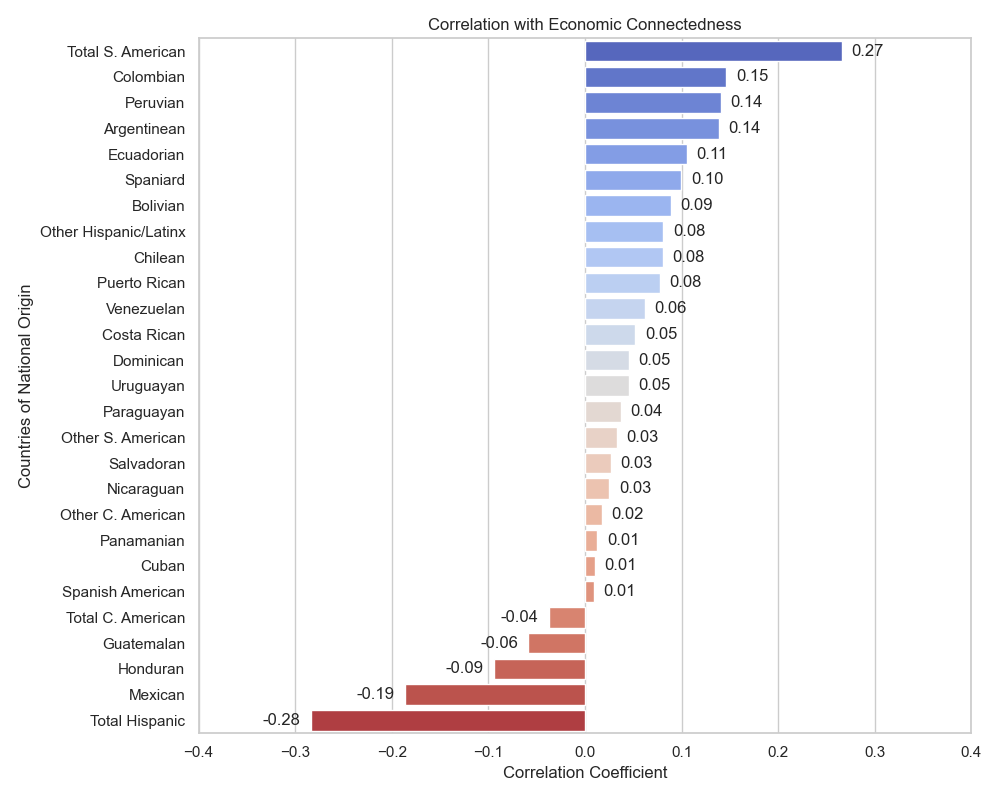 Correlation with Economic Connectedness
Total S. American 0.27
Colombian 0.15
Peruvian 0.14
Argentinean 0.14
Ecuadorian 0.11
Spaniard 0.10
Bolivian 0.09
Other Hispanic/Latinx 0.08
Chilean 0.08
Puerto Rican 0.08
Venezuelan 0.06
Costa Rican 0.05
Dominican 0.05
Uruguayan 0.05
Paraguayan 0.04
Other S. American 0.03
Salvadoran 0.03
Nicaraguan 0.03
Other C. American 0.02
Panamanian 0.01
Cuban 0.01
Spanish American 0.01
Total C. American -0.04
Guatemalan -0.06
Honduran -0.09
Mexican -0.19
Total Hispanic -0.28
Countries of National Origin
−0.4 −0.3 −0.2 −0.1 0.0 0.1 0.2 0.3 0.4
Correlation Coefficient